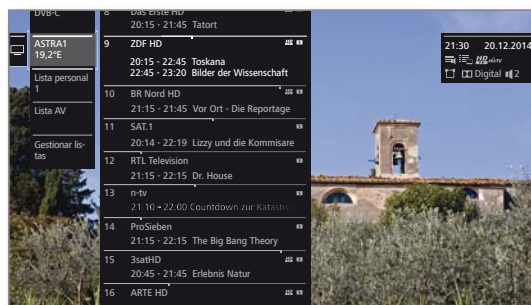 DVB-C
ASTRA1
19,2°E
Lista personal
1
Lista AV
Gestionar lis-
tas
8 Das Erste HD
20:15 - 21:45 Tatort
9 ZDF HD
20:15 - 22:45 Toskana
22:45 - 23:20 Bilder der Wissenschaft
10 BR Nord HD
21:15 - 21:45 Vor Ort - Die Reportage
11 SAT.1
20:14 - 22:19 Lizzy und die Kommisare
12 RTL Television
21:15 - 22:15 Dr. House
13 n-tv
21:10 - 22:00 Countdown zur Katastro
14 ProSieben
21:15 - 22:15 The Big Bang Theory
15 3satHD
20:45 - 21:45 Erlebnis Natur
16 ARTE HD
21:30 20.12.2014
Digital 2